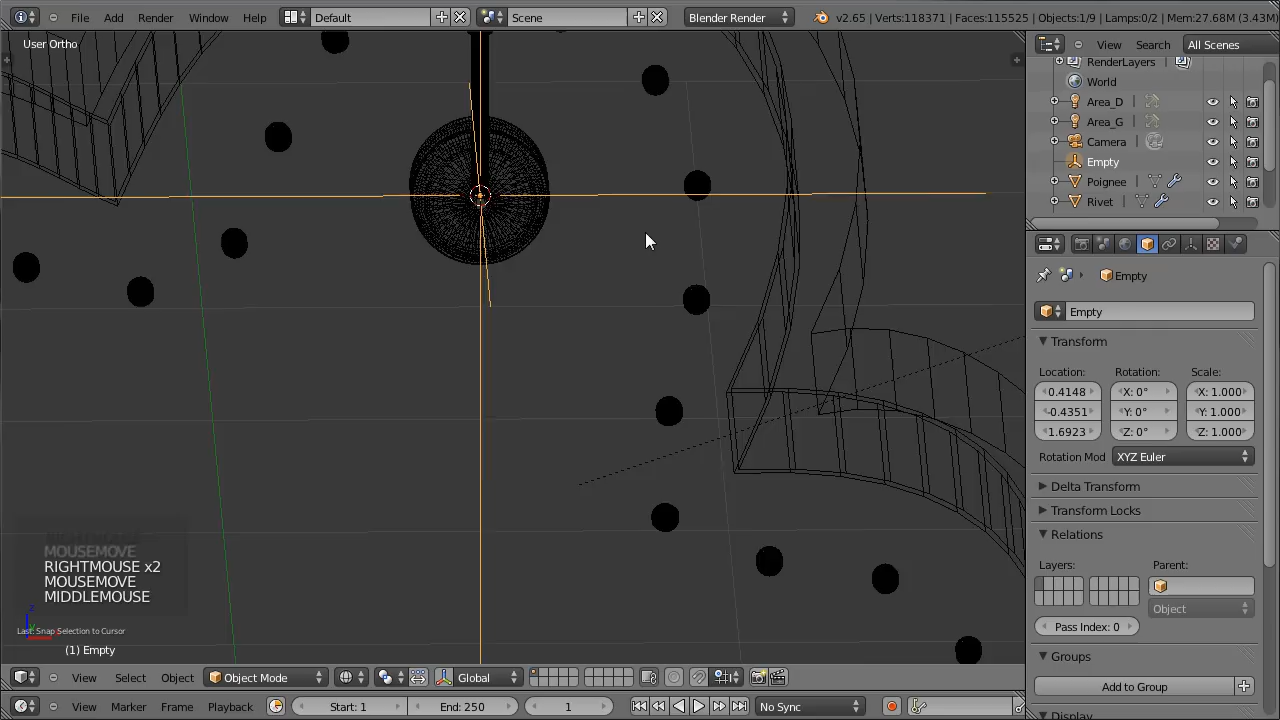 File Add Render Window Help Default Scene Blender Render v2.65 | Verts:118371 | Faces:115525 | Objects:1/9 | Lamps:0/2 | Mem:27.68M (3.43M
User Ortho
View Search All Scenes
RenderLayers
World
Area_D
Area_G
Camera
Empty
Poignee
Rivet
Empty
Empty
Transform
Location: Rotation: Scale:
0.4148 X: 0° X: 1.000
-0.4351 Y: 0° Y: 1.000
1.6923 Z: 0° Z: 1.000
Rotation Mod XYZ Euler
Delta Transform
Transform Locks
Relations
Layers: Parent:
Object
Pass Index: 0
Groups
Add to Group
Display
MOUSEMOVE
RIGHTMOUSE x2
MOUSEMOVE
MIDDLEMOUSE
z
y
Last: Snap Selection to Cursor
(1) Empty
View Select Object Object Mode Global
View Marker Frame Playback Start: 1 End: 250 1 No Sync